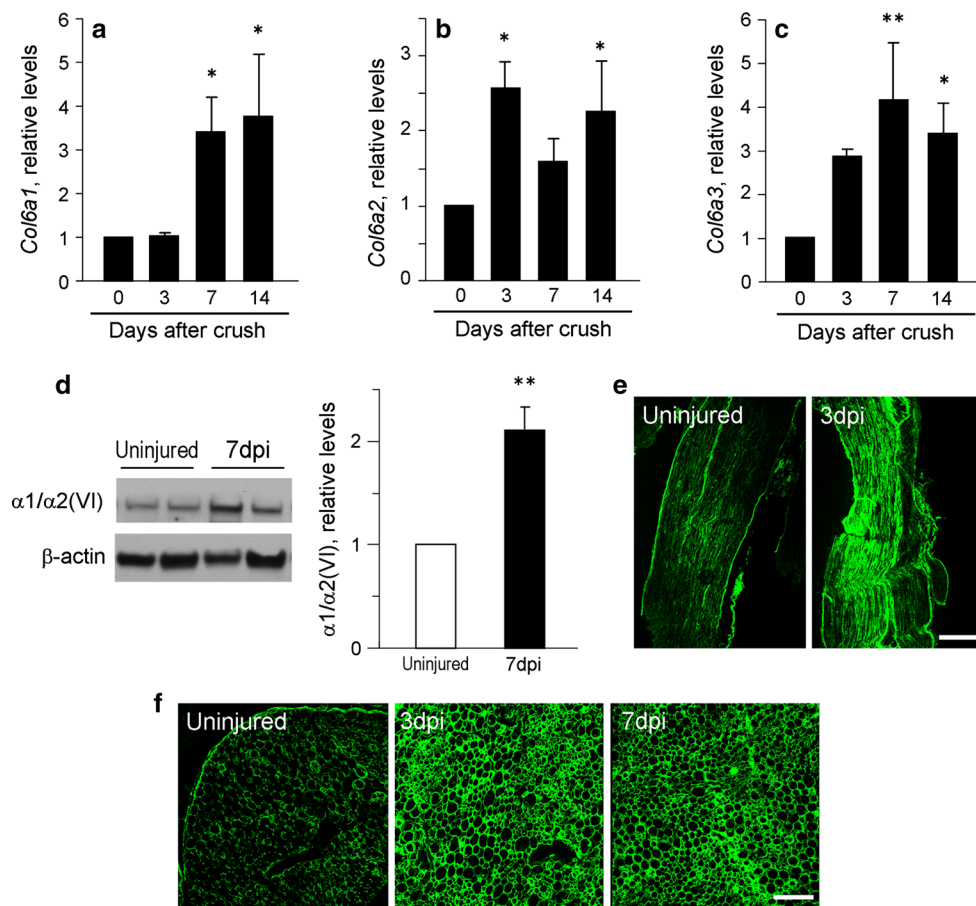 a
Col6a1, relative levels
6
5
4
3
2
1
0
*
*
0 3 7 14
Days after crush
b
Col6a2, relative levels
3
2
1
0
*
*
0 3 7 14
Days after crush
c
Col6a3, relative levels
6
5
4
3
2
1
0
**
*
0 3 7 14
Days after crush
d
Uninjured 7dpi
α1/α2(VI)
β-actin
α1/α2(VI), relative levels
2
1
0
**
Uninjured 7dpi
e
Uninjured 3dpi
f
Uninjured 3dpi 7dpi